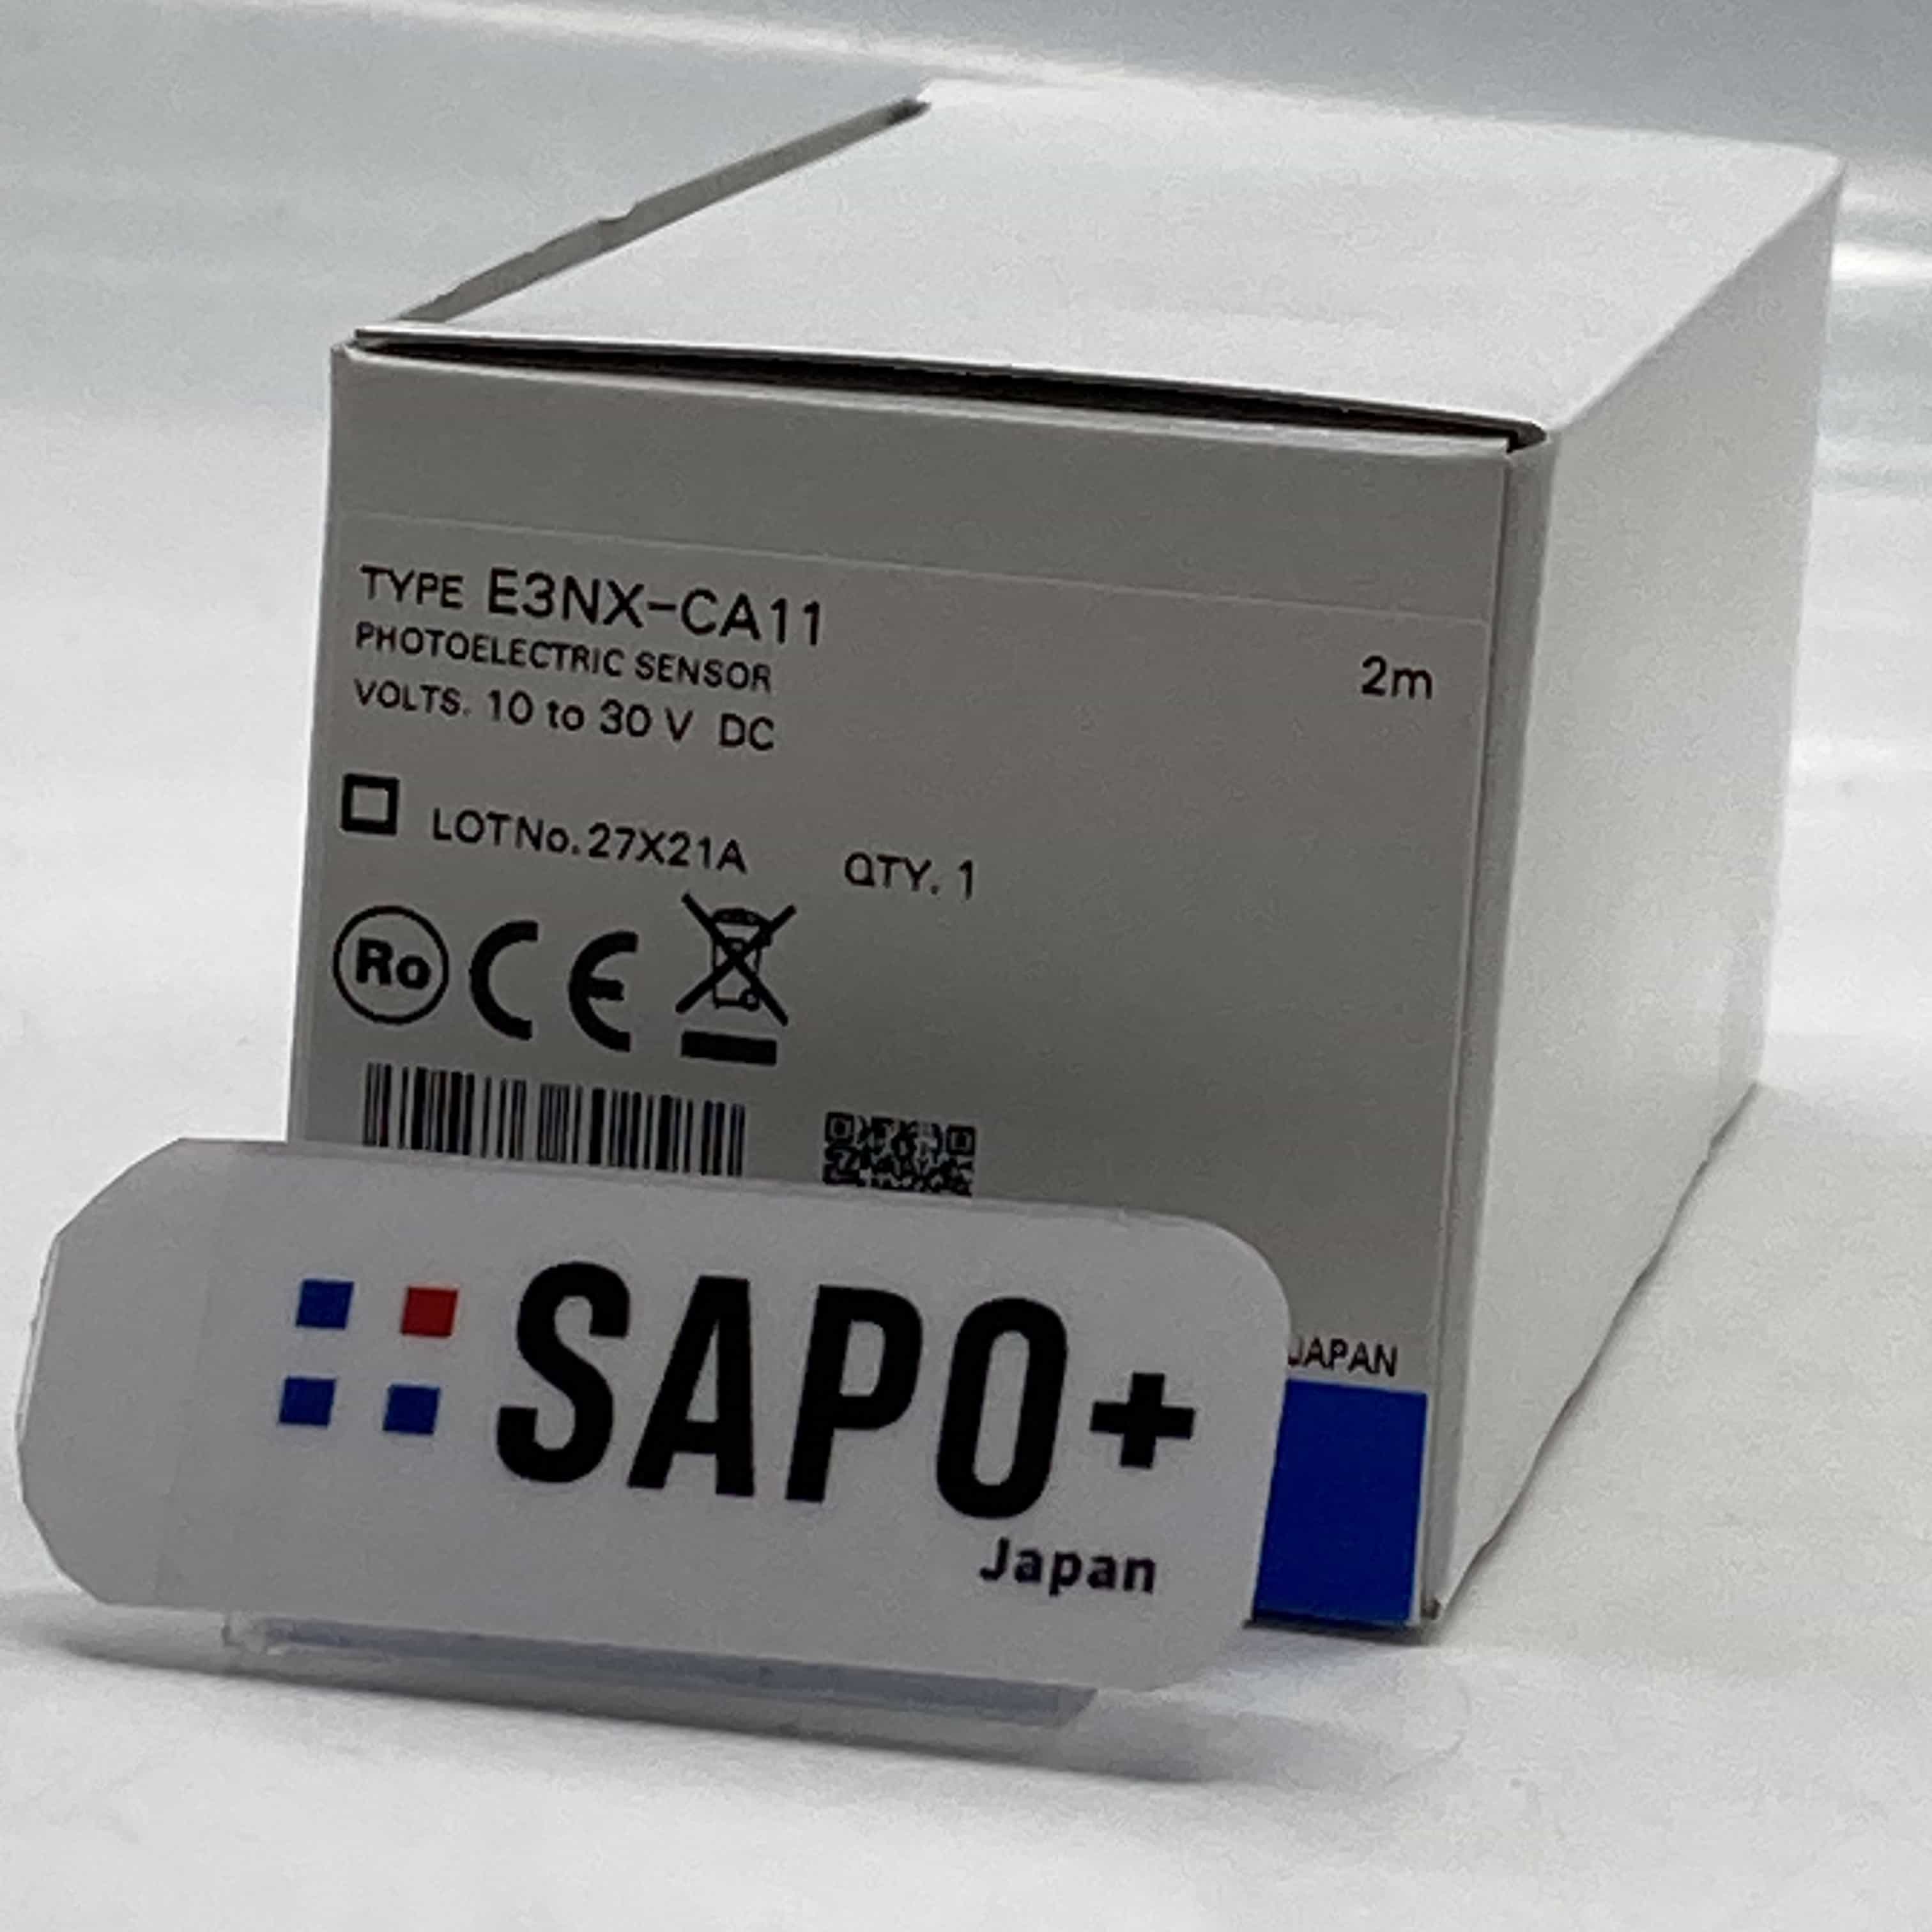 TYPE E3NX-CA11
PHOTOELECTRIC SENSOR
2m
VOLTS. 10 to 30 V DC
LOTNo. 27X21A QTY. 1
Ro CE
JAPAN
SAPO+
Japan